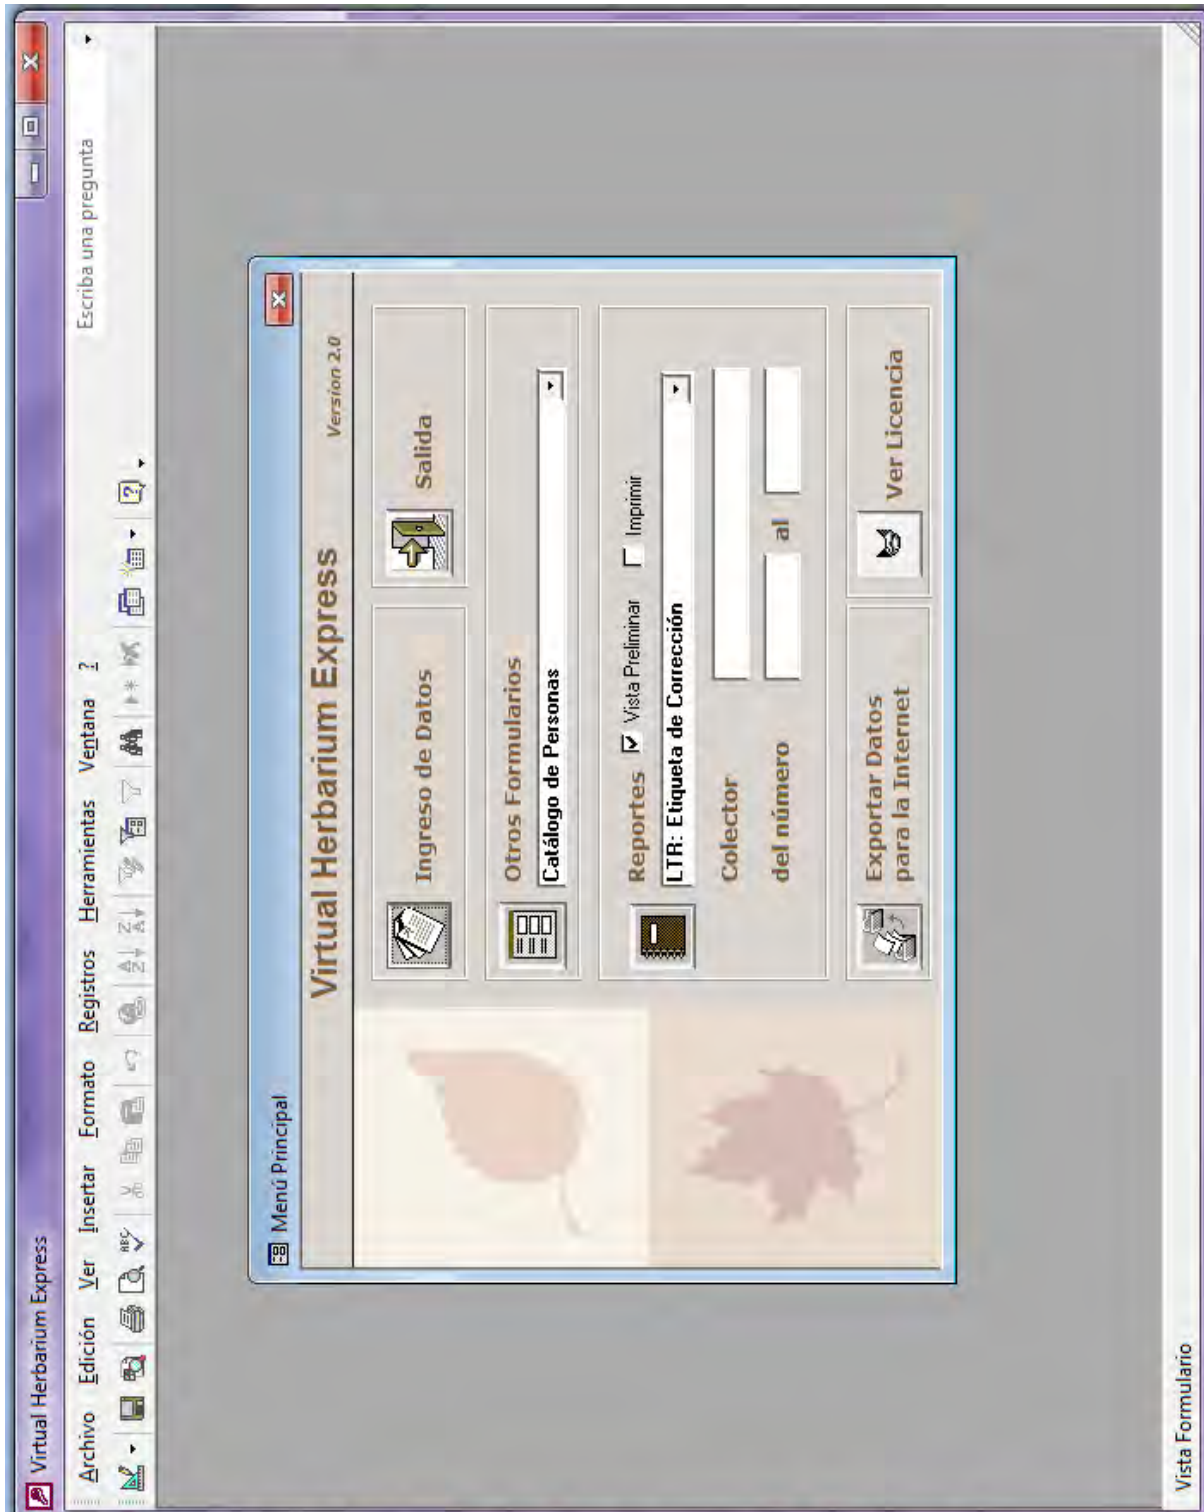 Virtual Herbarium Express
Archivo Edición Ver Insertar Formato Registros Herramientas Ventana ? Escriba una pregunta
Menú Principal
Virtual Herbarium Express Version 2.0
Ingreso de Datos Salida
Otros Formularios
Catálogo de Personas
Reportes Vista Preliminar Imprimir
LTR: Etiqueta de Corrección
Colector
del número al
Exportar Datos
para la Internet
Ver Licencia
Vista Formulario